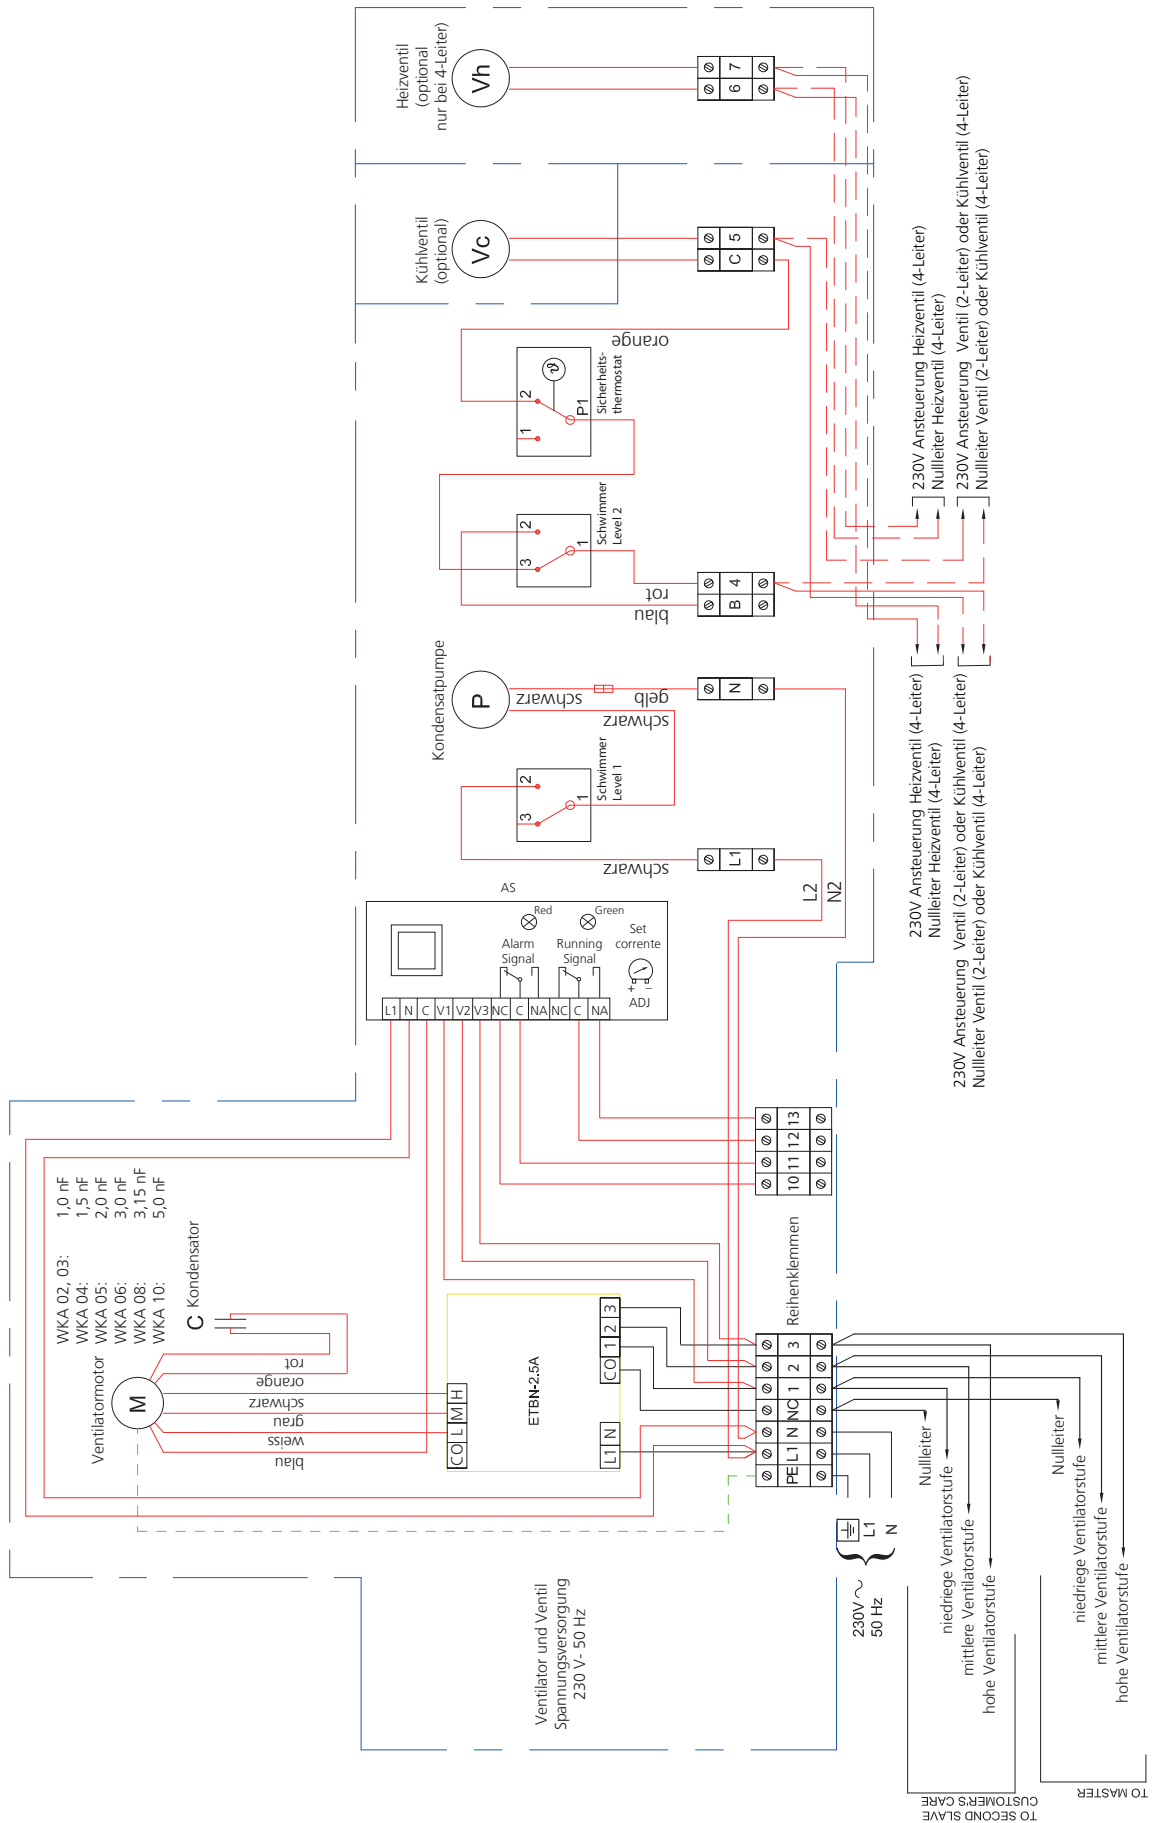 Heizventil
(optional
nur bei 4-Leiter)
Vh
7
6
Kühlventil
(optional)
Vc
5
C
orange
2
1
P1
ϑ
Sicherheits-
thermostat
2
3
1
Schwimmer
Level 2
rot
blau
4
B
Kondensatpumpe
P
schwarz
gelb
schwarz
N
2
3
1
Schwimmer
Level 1
schwarz
L1
L2
N2
230V Ansteuerung Heizventil (4-Leiter)
Nullleiter Heizventil (4-Leiter)
230V Ansteuerung Ventil (2-Leiter) oder Kühlventil (4-Leiter)
Nullleiter Ventil (2-Leiter) oder Kühlventil (4-Leiter)
230V Ansteuerung Heizventil (4-Leiter)
Nullleiter Heizventil (4-Leiter)
230V Ansteuerung Ventil (2-Leiter) oder Kühlventil (4-Leiter)
Nullleiter Ventil (2-Leiter) oder Kühlventil (4-Leiter)
AS
Red
Green
Alarm
Signal
Running
Signal
Set
corrente
+ -
ADJ
L1 N C V1 V2 V3 NC C NA NC C NA
10 11 12 13
WKA 02, 03: 1,0 nF
WKA 04: 1,5 nF
WKA 05: 2,0 nF
WKA 06: 3,0 nF
WKA 08: 3,15 nF
WKA 10: 5,0 nF
C Kondensator
Ventilatormotor
M
rot
orange
schwarz
grau
weiss
blau
CO L M H
ETBN-2.5A
L1 N
CO 1 2 3
Reihenklemmen
PE L1 N NC 1 2 3
L1
N
230V ~
50 Hz
Ventilator und Ventil
Spannungsversorgung
230 V- 50 Hz
Nullleiter
niedriege Ventilatorstufe
mittlere Ventilatorstufe
hohe Ventilatorstufe
Nullleiter
niedriege Ventilatorstufe
mittlere Ventilatorstufe
hohe Ventilatorstufe
TO SECOND SLAVE
CUSTOMER'S CARE
TO MASTER